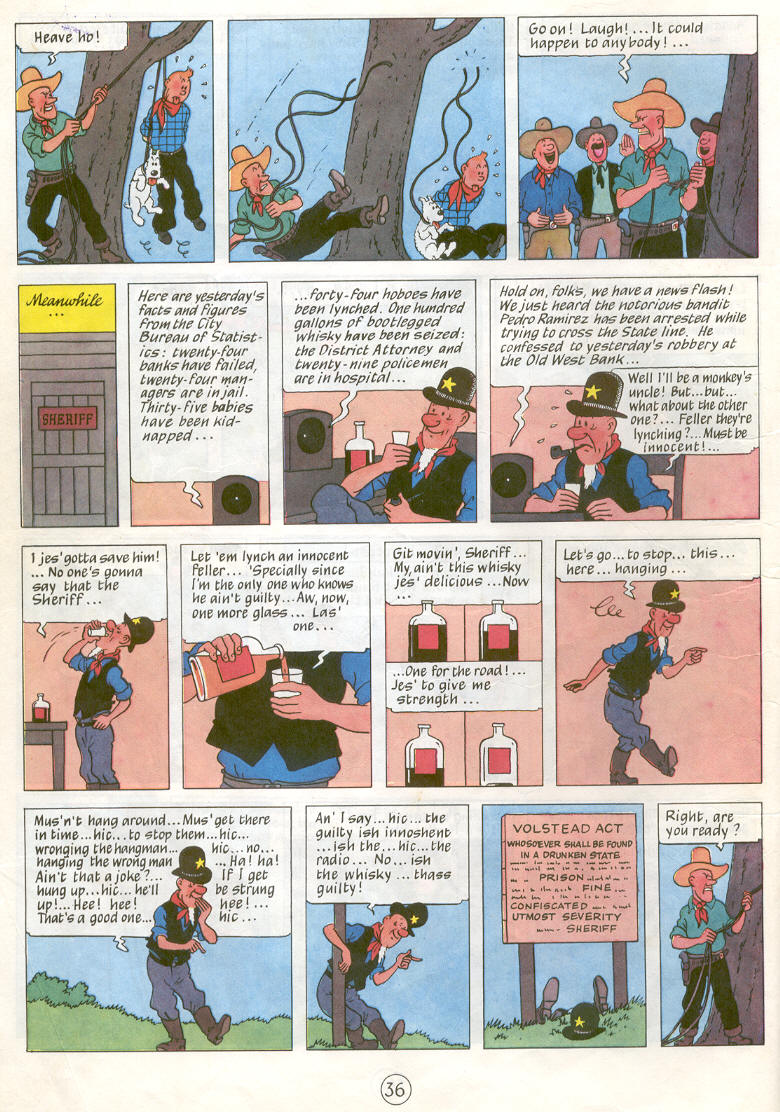 Heave ho!
Go on! Laugh!... It could
happen to anybody!...
Meanwhile
...
SHERIFF
Here are yesterday's
facts and figures
from the City
Bureau of Statist-
ics: twenty-four
banks have failed,
twenty-four man-
agers are in jail.
Thirty-five babies
have been kid-
napped...
...forty-four hoboes have
been lynched. One hundred
gallons of bootlegged
whisky have been seized:
the District Attorney and
twenty-nine policemen
are in hospital...
Hold on, folks, we have a news flash!
We just heard the notorious bandit
Pedro Ramirez has been arrested while
trying to cross the State line. He
confessed to yesterday's robbery at
the Old West Bank...
Well I'll be a monkey's
uncle! But...but...
what about the other
one?... Feller they're
lynching?...Must be
innocent!...
I jes' gotta save him!
... No one's gonna
say that the
Sheriff...
Let 'em lynch an innocent
feller... 'Specially since
I'm the only one who knows
he ain't guilty...Aw, now,
one more glass... Las'
one...
Git movin', Sheriff...
My, ain't this whisky
jes' delicious...Now
...
...One for the road!...
Jes' to give me
strength...
Let's go...to stop...this...
here...hanging...
Mus'n't hang around...Mus' get there
in time...hic...to stop them...hic...
wronging the hangman... hic...no...
hanging the wrong man ... Ha! ha!
Ain't that a joke?... If I get
hung up...hic... he'll be strung
up!...Hee! hee! hee!...
That's a good one... hic...
An' I say...hic...the
guilty ish innoshent
...ish the...hic...the
radio... No...ish
the whisky...thass
guilty!
VOLSTEAD ACT
WHOSOEVER SHALL BE FOUND
IN A DRUNKEN STATE
PRISON
FINE
CONFISCATED
UTMOST SEVERITY
SHERIFF
Right, are
you ready?
36